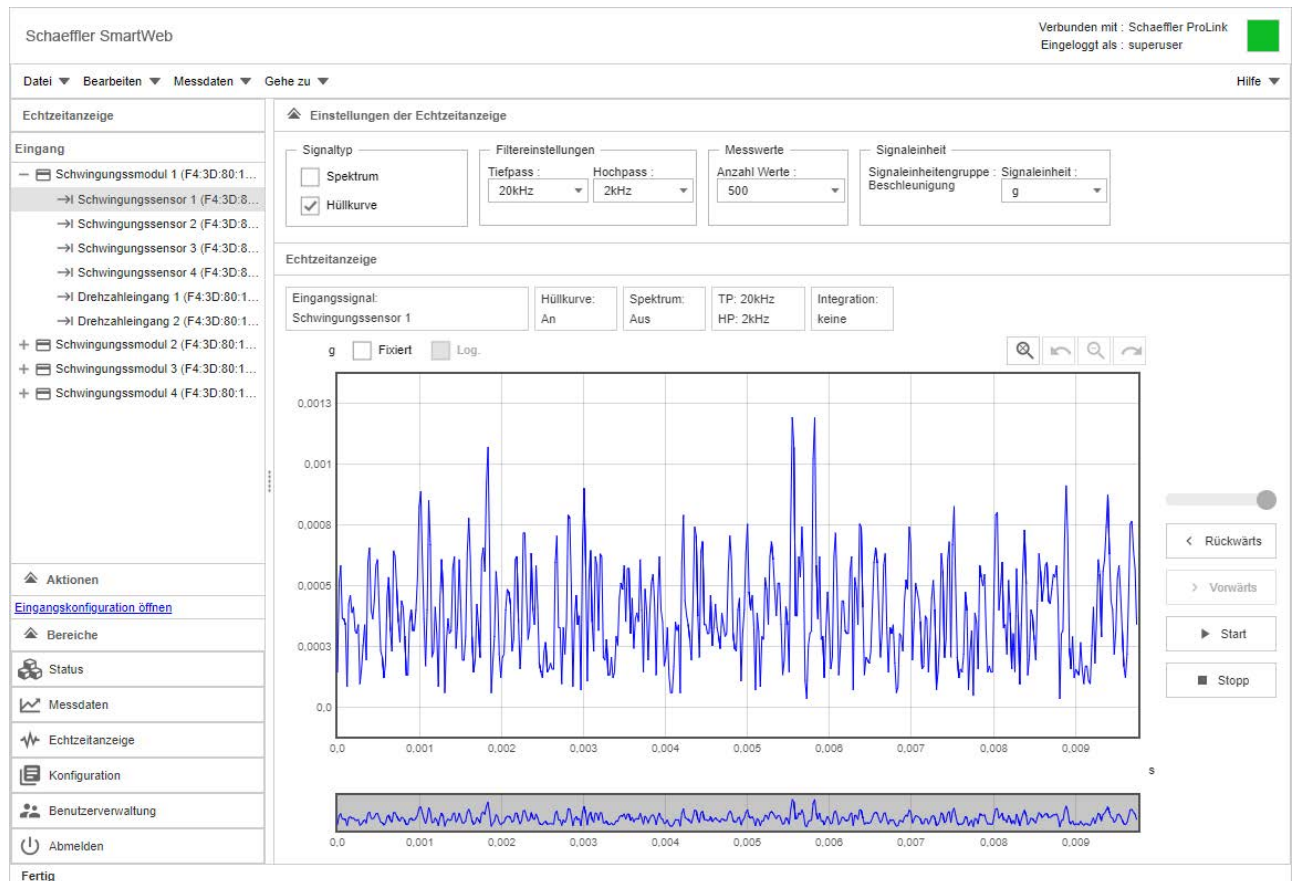 Schaeffler SmartWeb
Verbunden mit : Schaeffler ProLink
Eingeloggt als : superuser
Datei Bearbeiten Messdaten Gehe zu Hilfe
Echtzeitanzeige
Eingang
Schwingungssmodul 1 (F4:3D:80:1...
Schwingungssensor 1 (F4:3D:8...
Schwingungssensor 2 (F4:3D:8...
Schwingungssensor 3 (F4:3D:8...
Schwingungssensor 4 (F4:3D:8...
Drehzahleingang 1 (F4:3D:80:1...
Drehzahleingang 2 (F4:3D:80:1...
Schwingungssmodul 2 (F4:3D:80:1...
Schwingungssmodul 3 (F4:3D:80:1...
Schwingungssmodul 4 (F4:3D:80:1...
Aktionen
Eingangskonfiguration öffnen
Bereiche
Status
Messdaten
Echtzeitanzeige
Konfiguration
Benutzerverwaltung
Abmelden
Einstellungen der Echtzeitanzeige
Signaltyp
Spektrum
Hüllkurve
Filtereinstellungen
Tiefpass : Hochpass :
20kHz 2kHz
Messwerte
Anzahl Werte :
500
Signaleinheit
Signaleinheitengruppe : Signaleinheit :
Beschleunigung g
Echtzeitanzeige
Eingangssignal:
Schwingungssensor 1
Hüllkurve:
An
Spektrum:
Aus
TP: 20kHz
HP: 2kHz
Integration:
keine
g Fixiert Log.
0,0013
0,001
0,0008
0,0005
0,0003
0,0
0,0 0,001 0,002 0,003 0,004 0,005 0,006 0,007 0,008 0,009
s
0,0 0,001 0,002 0,003 0,004 0,005 0,006 0,007 0,008 0,009
Rückwärts
Vorwärts
Start
Stopp
Fertig